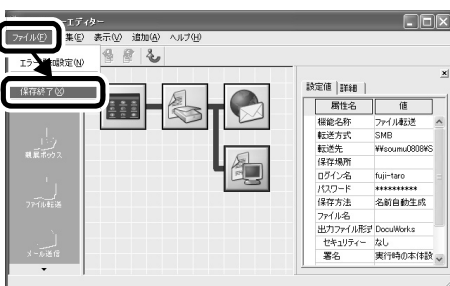 ーエディター
ファイル(F) 集(E) 表示(V) 追加(A) ヘルプ(H)
エラー 知設定(N)
保存終了(X)
親展ボックス
ファイル転送
メール送信
設定値 詳細
属性名 値
機能名称 ファイル転送
転送方式 SMB
転送先 ¥¥soumu0808¥S
保存場所
ログイン名 fuji-taro
パスワード **********
保存方法 名前自動生成
ファイル名
出力ファイル形式 DocuWorks
セキュリティー なし
署名 実行時の本体設